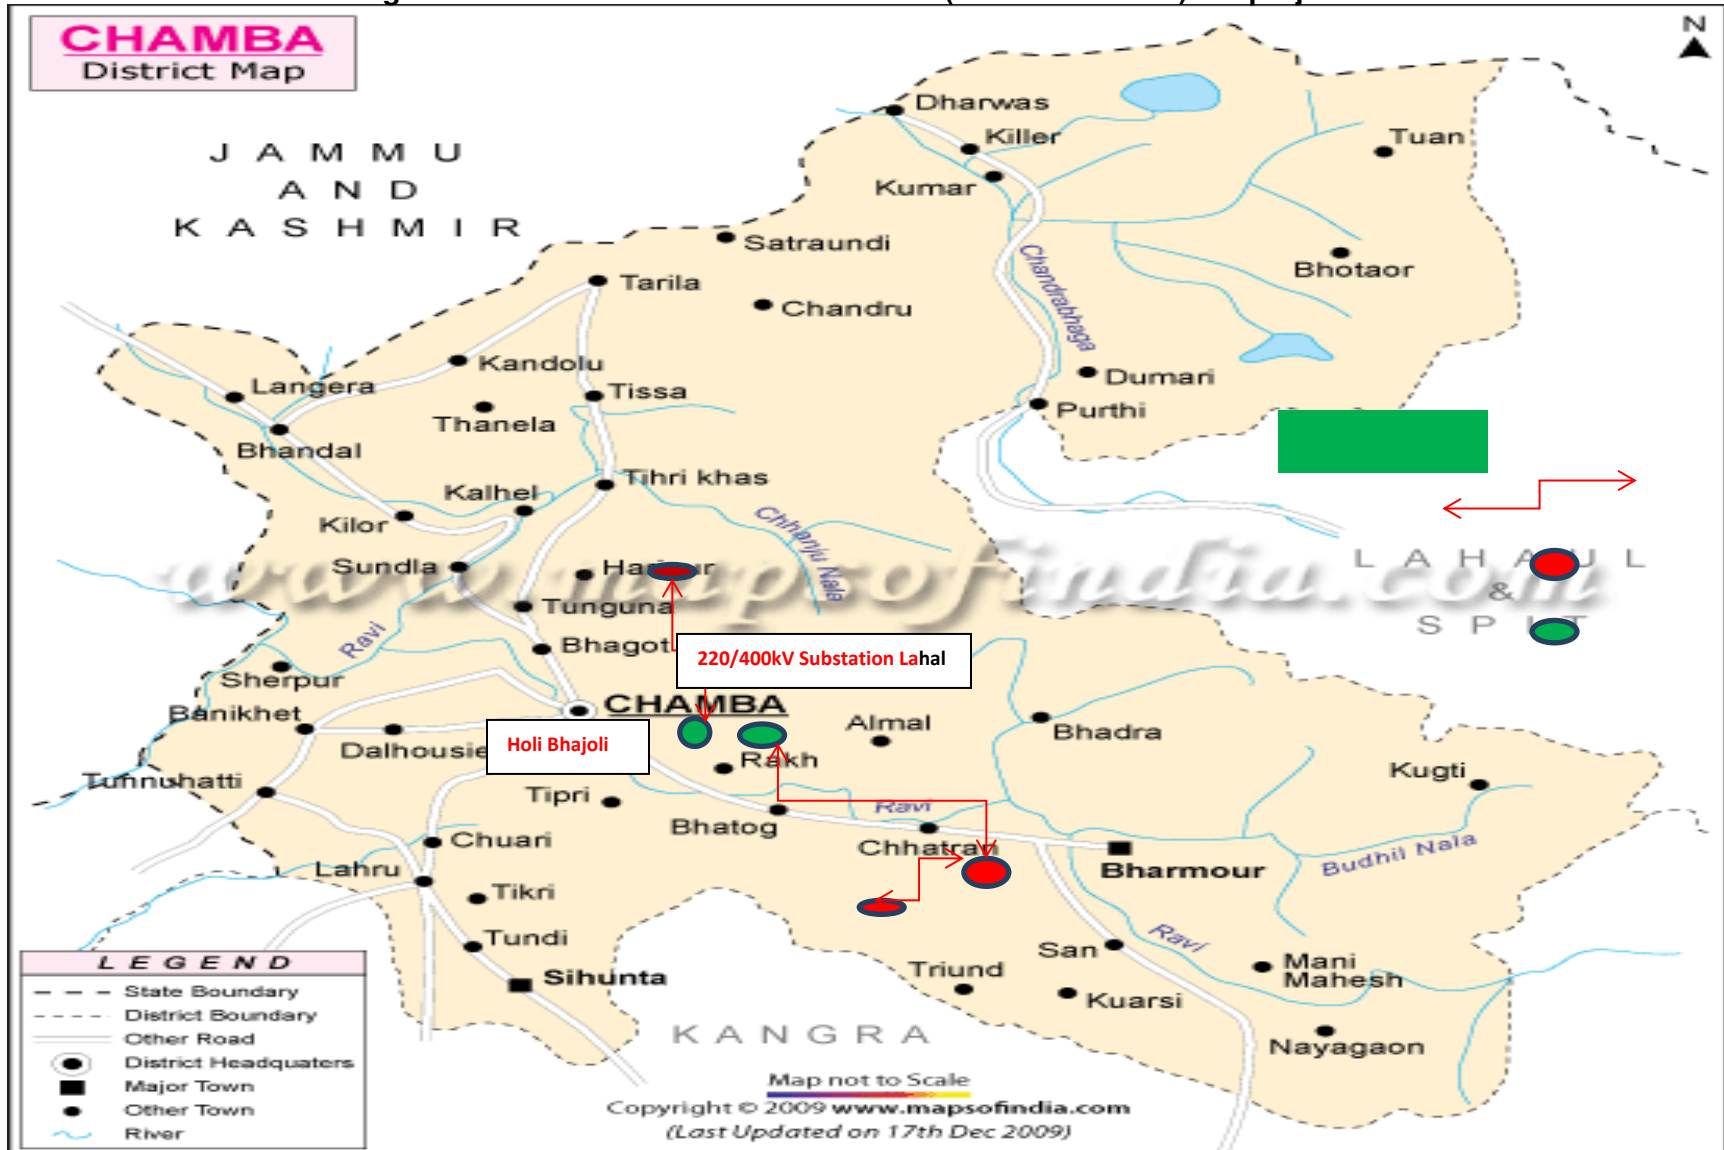 CHAMBA
District Map
N
JAMMU
AND
KASHMIR
Dharwas
Killer
Tuan
Kumar
Satraundi
Chandrabhaga
Bhotaor
Tarila
Chandru
Kandolu
Dumari
Langera
Tissa
Purthi
Thanela
Bhandal
Tihri khas
Kalhel
Kilor
Chhanju Nala
www.mapsofindia.com
LAHAUL
&
SPIT
Sundla
Tunguna
Ravi
Bhagot
220/400kV Substation Lahal
Sherpur
CHAMBA
Banikhet
Almal
Bhadra
Dalhousie
Holi Bhajoli
Rakh
Kugti
Tunnuhatti
Tipri
Ravi
Bhatog
Chuari
Chhatrari
Budhil Nala
Lahru
Bharmour
Tikri
Tundi
San
Ravi
Mani
Mahesh
Sihunta
Triund
Kuarsi
KANGRA
Nayagaon
LEGEND
State Boundary
District Boundary
Other Road
District Headquaters
Major Town
Other Town
River
Map not to Scale
Copyright © 2009 www.mapsofindia.com
(Last Updated on 17th Dec 2009)